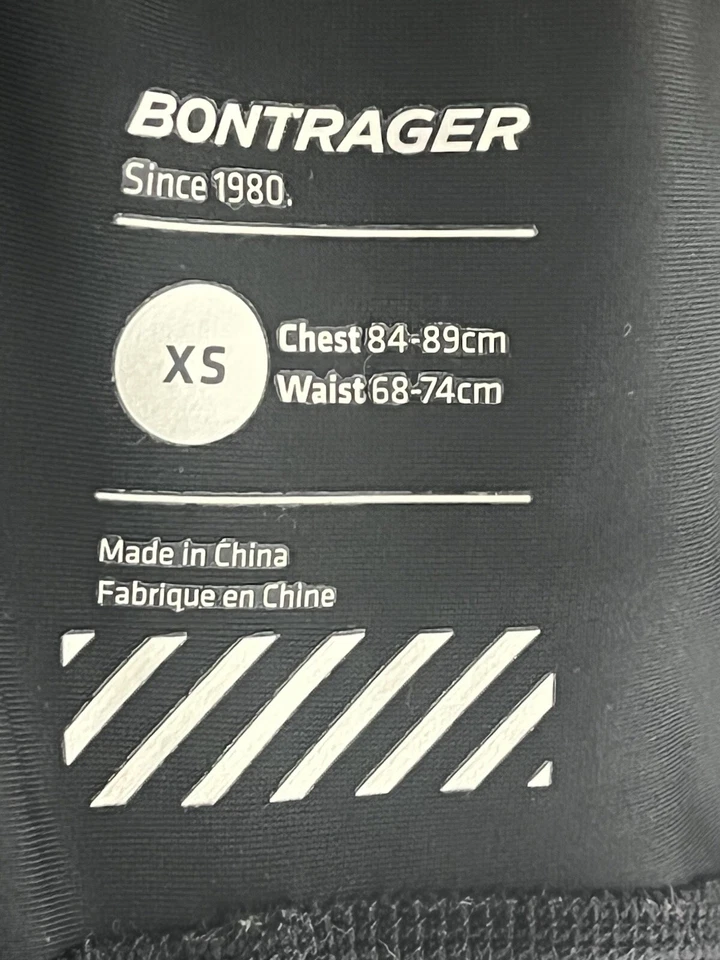 BONTRAGER
Since 1980.
XS
Chest 84-89cm
Waist 68-74cm
Made in China
Fabrique en Chine